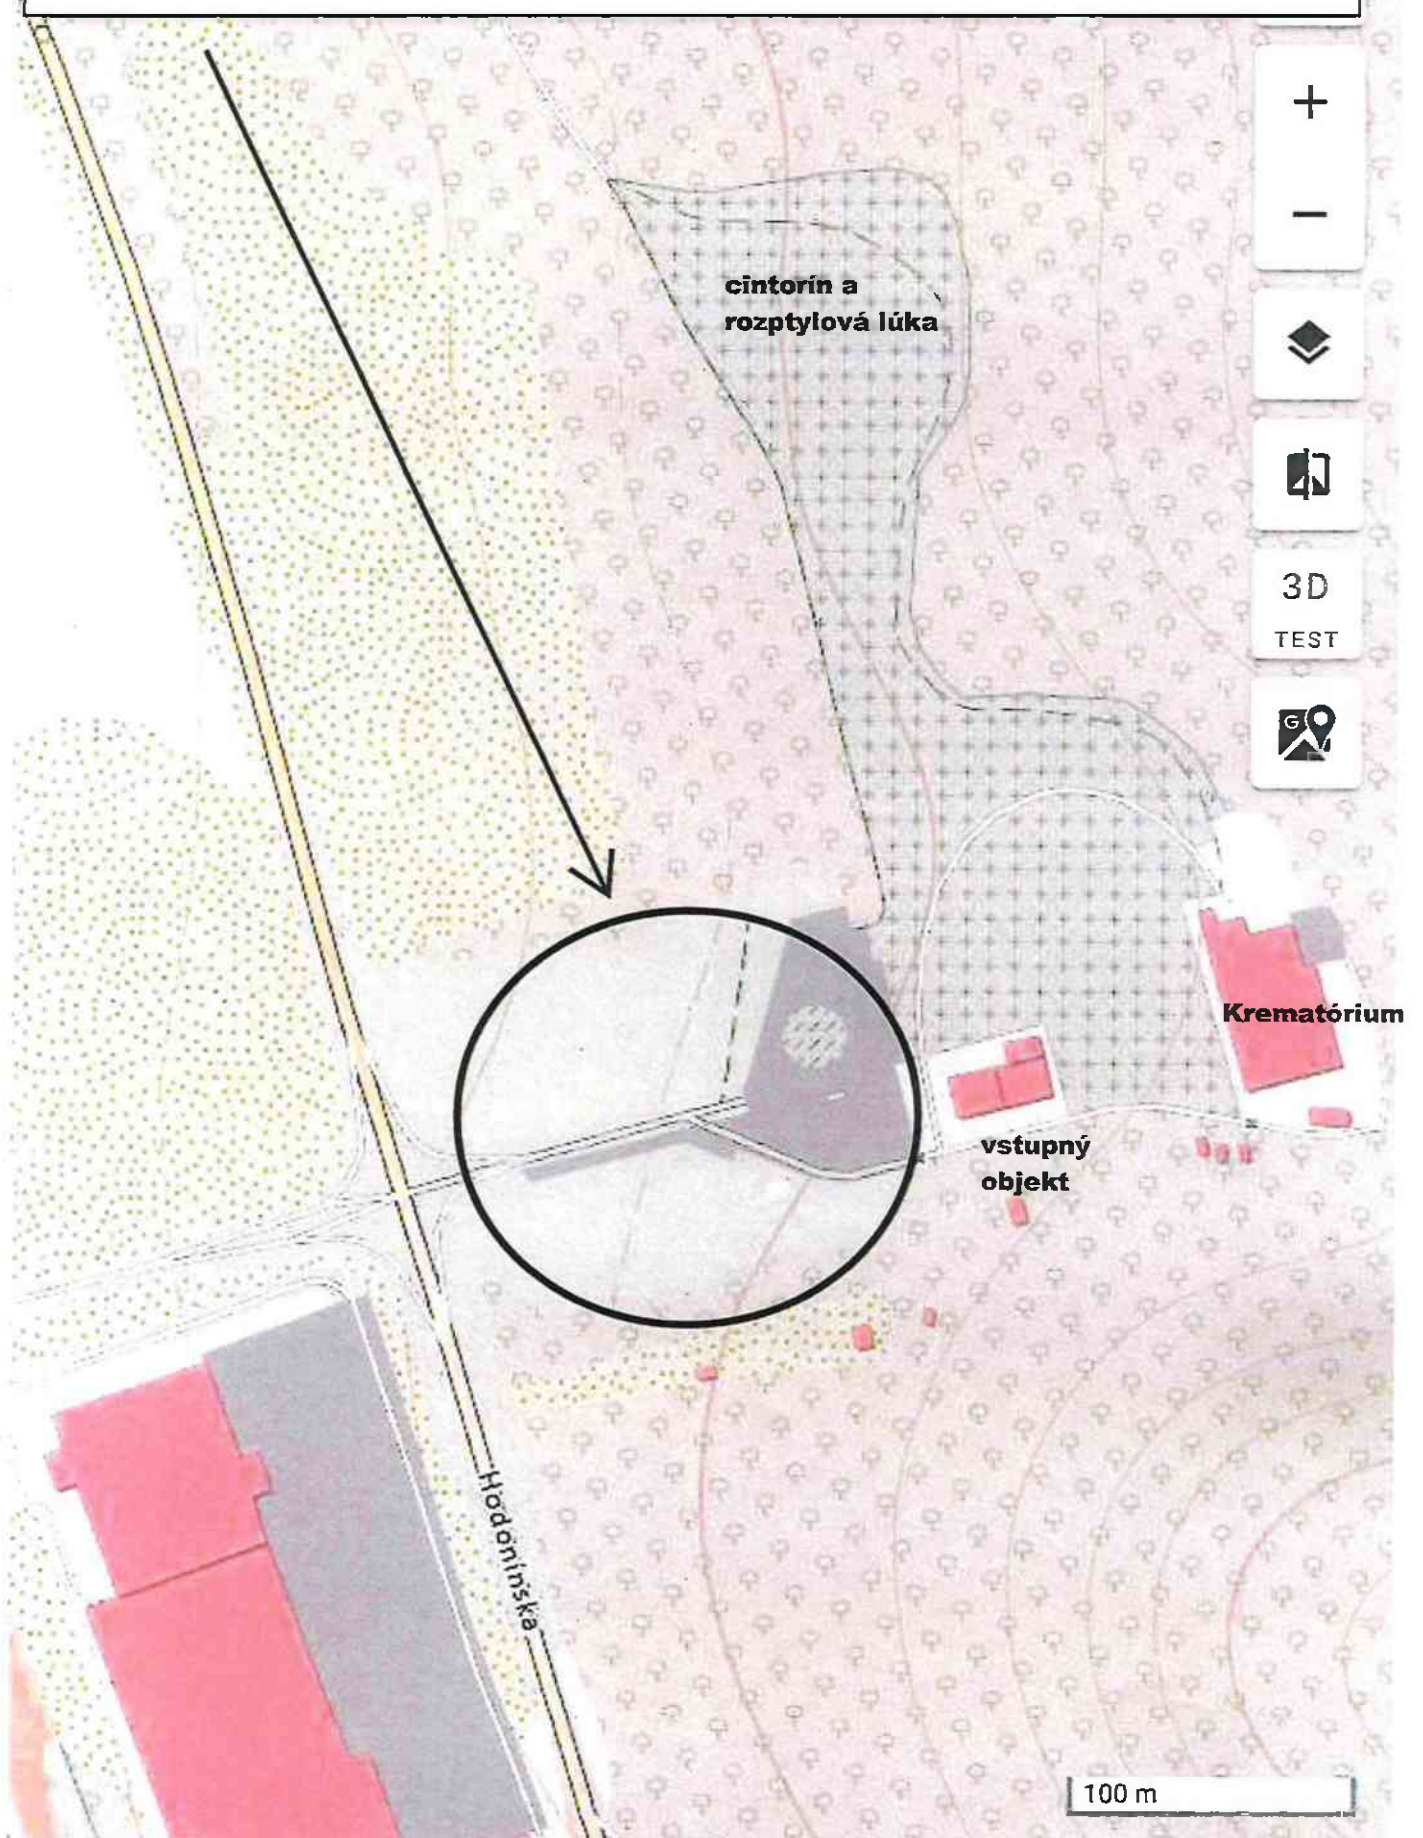 +
−
cintorín a
rozptylová lúka
3D
TEST
G
Krematórium
vstupný
objekt
Hodonínska
100 m